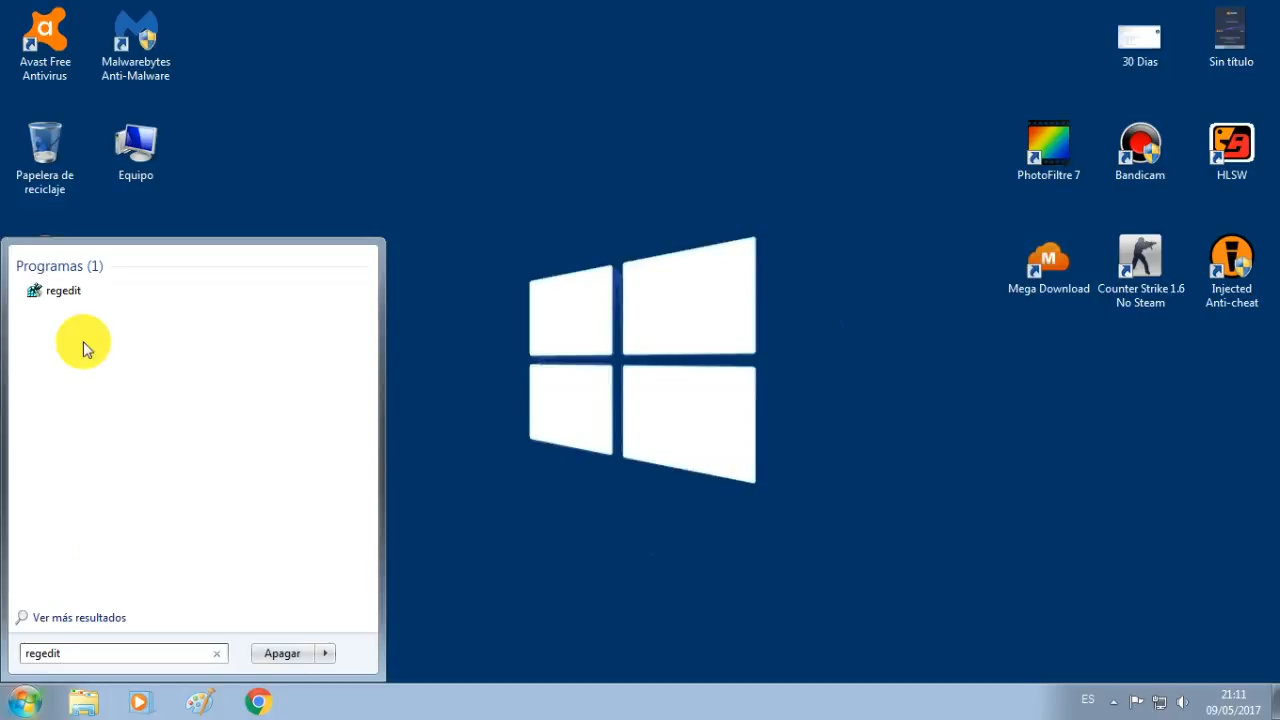 Avast Free
Antivirus
Malwarebytes
Anti-Malware
30 Dias
Sin título
Papelera de
reciclaje
Equipo
PhotoFiltre 7
Bandicam
HLSW
Mega Download
Counter Strike 1.6
No Steam
Injected
Anti-cheat
Programas (1)
regedit
Ver más resultados
regedit
Apagar
ES
21:11
09/05/2017